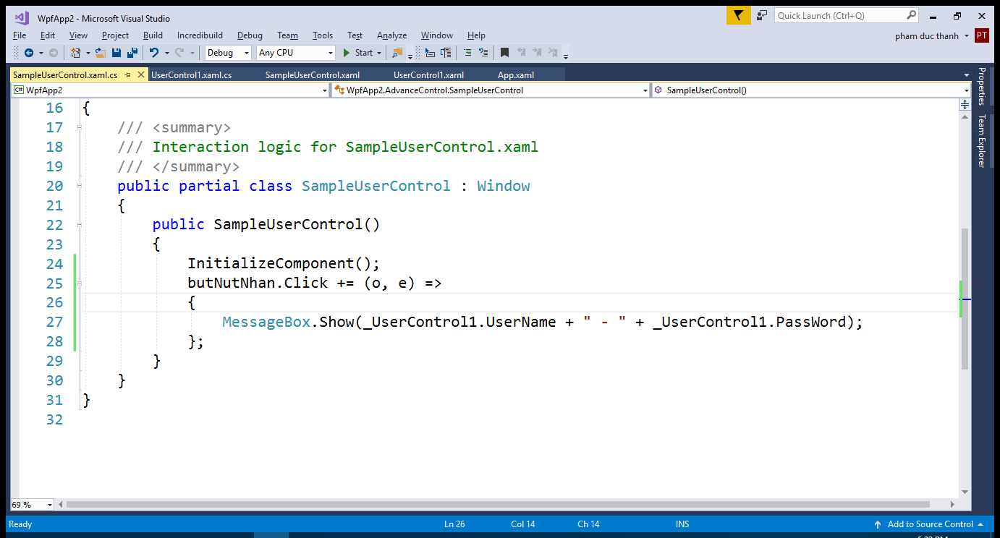 WpfApp2 - Microsoft Visual Studio
Quick Launch (Ctrl+Q)
File Edit View Project Build Incredibuild Debug Team Tools Test Analyze Window Help
pham duc thanh PT
Debug Any CPU Start
SampleUserControl.xaml.cs UserControl1.xaml.cs SampleUserControl.xaml UserControl1.xaml App.xaml
C# WpfApp2 WpfApp2.AdvanceControl.SampleUserControl SampleUserControl()
Properties
Team Explorer
16 {
17 /// <summary>
18 /// Interaction logic for SampleUserControl.xaml
19 /// </summary>
20 public partial class SampleUserControl : Window
21 {
22 public SampleUserControl()
23 {
24 InitializeComponent();
25 butNutNhan.Click += (o, e) =>
26 {
27 MessageBox.Show(_UserControl1.UserName + " - " + _UserControl1.PassWord);
28 };
29 }
30 }
31 }
32
69 %
Ready Ln 26 Col 14 Ch 14 INS Add to Source Control